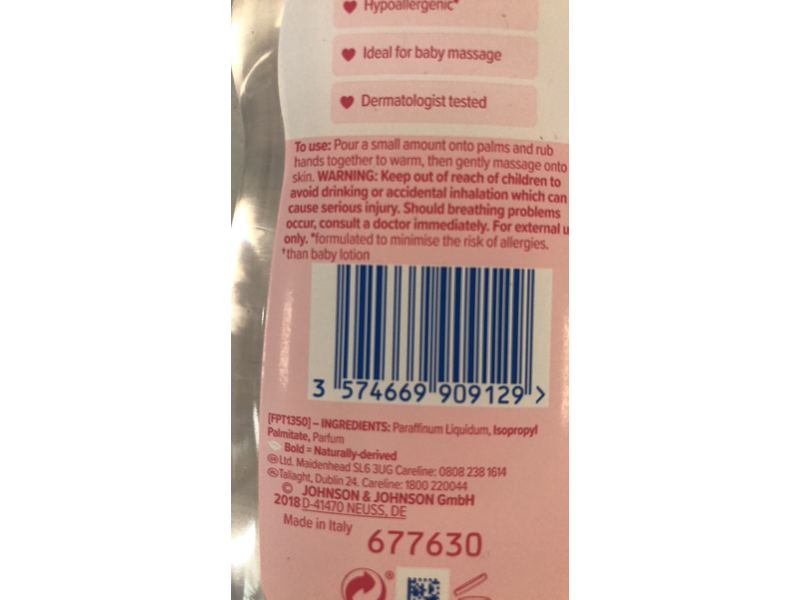 Hypoallergenic*
Ideal for baby massage
Dermatologist tested
To use: Pour a small amount onto palms and rub
hands together to warm, then gently massage onto
skin. WARNING: Keep out of reach of children to
avoid drinking or accidental inhalation which can
cause serious injury. Should breathing problems
occur, consult a doctor immediately. For external u
only. *formulated to minimise the risk of allergies.
†than baby lotion
3 574669 909129 >
[FPT1350] – INGREDIENTS: Paraffinum Liquidum, Isopropyl
Palmitate, Parfum
Bold = Naturally-derived
Ltd. Maidenhead SL6 3UG Careline: 0808 238 1614
Tallaght, Dublin 24. Careline: 1800 220044
© JOHNSON & JOHNSON GmbH
2018 D-41470 NEUSS, DE
Made in Italy
677630
®